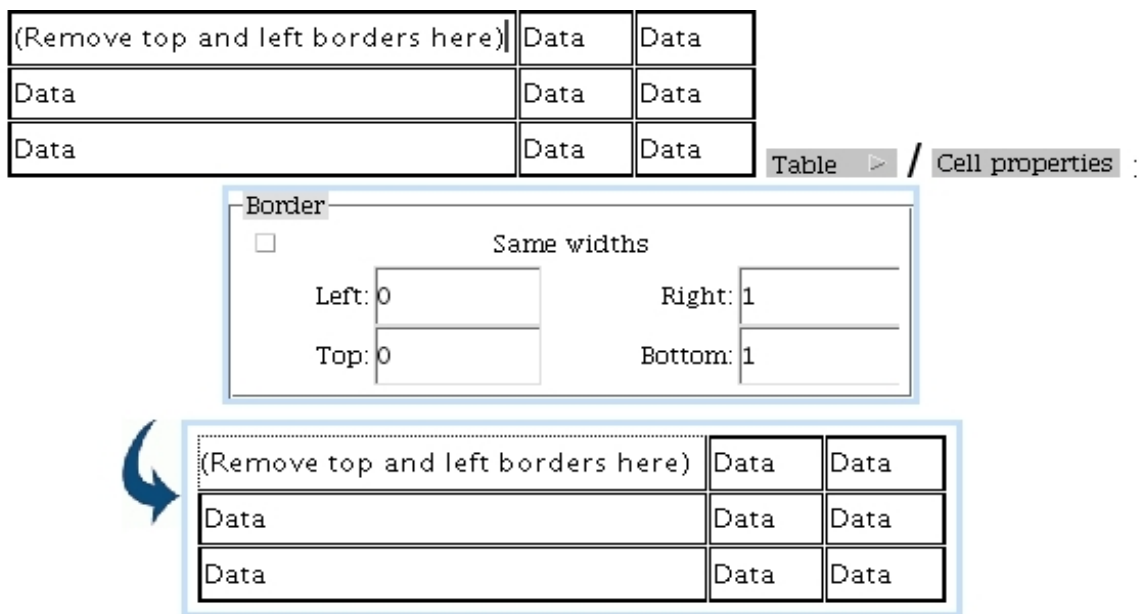 (Remove top and left borders here) Data Data
Data Data Data
Data Data Data
Table / Cell properties :
Border
Same widths
Left: 0 Right: 1
Top: 0 Bottom: 1
(Remove top and left borders here) Data Data
Data Data Data
Data Data Data